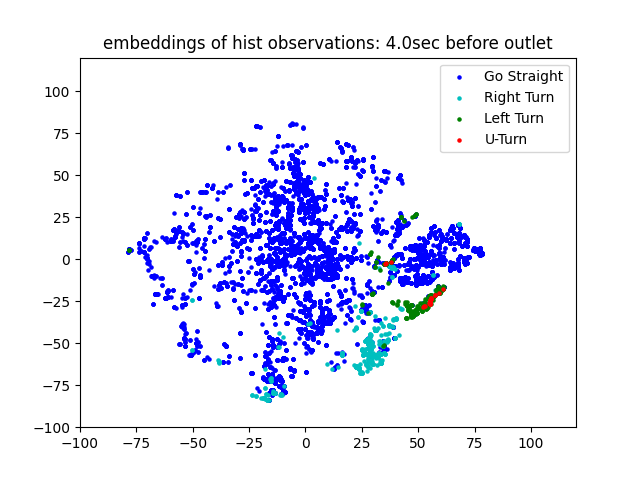 embeddings of hist observations: 4.0sec before outlet
Go Straight
Right Turn
Left Turn
U-Turn
100
75
50
25
0
−25
−50
−75
−100
−100 −75 −50 −25 0 25 50 75 100